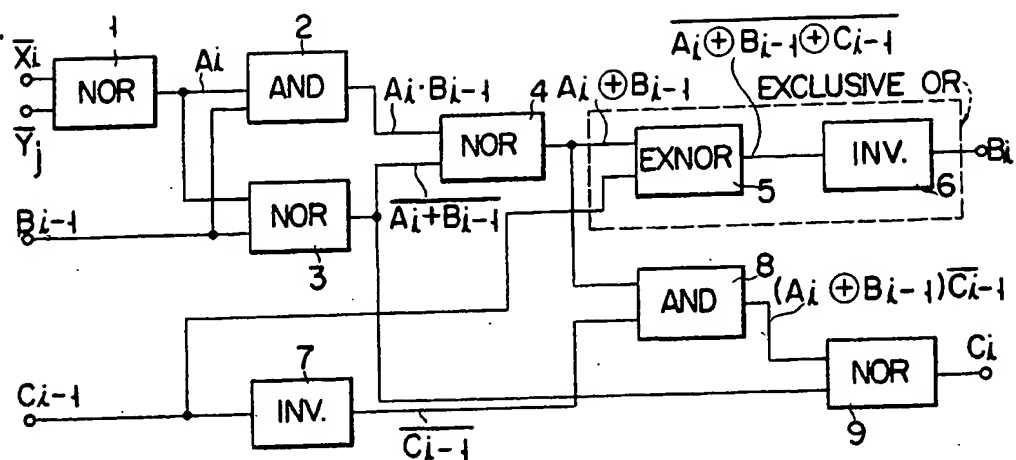 1
X̅i
NOR
Y̅j
Ai
2
AND
Ai·Bi-1
Bi-1
NOR
3
A̅i̅+̅B̅i̅-̅1̅
4
NOR
Ai⊕Bi-1
A̅i̅⊕̅B̅i̅-̅1̅⊕̅C̅i̅-̅1̅
EXCLUSIVE OR
EXNOR
5
INV.
6
Bi
8
AND
(Ai⊕Bi-1)C̅i-1
Ci-1
7
INV.
C̅i̅-̅1̅
NOR
9
Ci